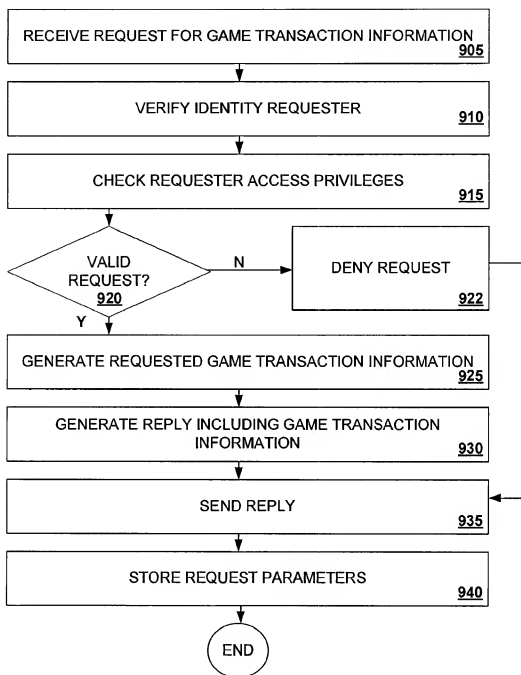 RECEIVE REQUEST FOR GAME TRANSACTION INFORMATION
905
VERIFY IDENTITY REQUESTER
910
CHECK REQUESTER ACCESS PRIVILEGES
915
VALID
REQUEST?
920
N
DENY REQUEST
922
Y
GENERATE REQUESTED GAME TRANSACTION INFORMATION
925
GENERATE REPLY INCLUDING GAME TRANSACTION
INFORMATION
930
SEND REPLY
935
STORE REQUEST PARAMETERS
940
END